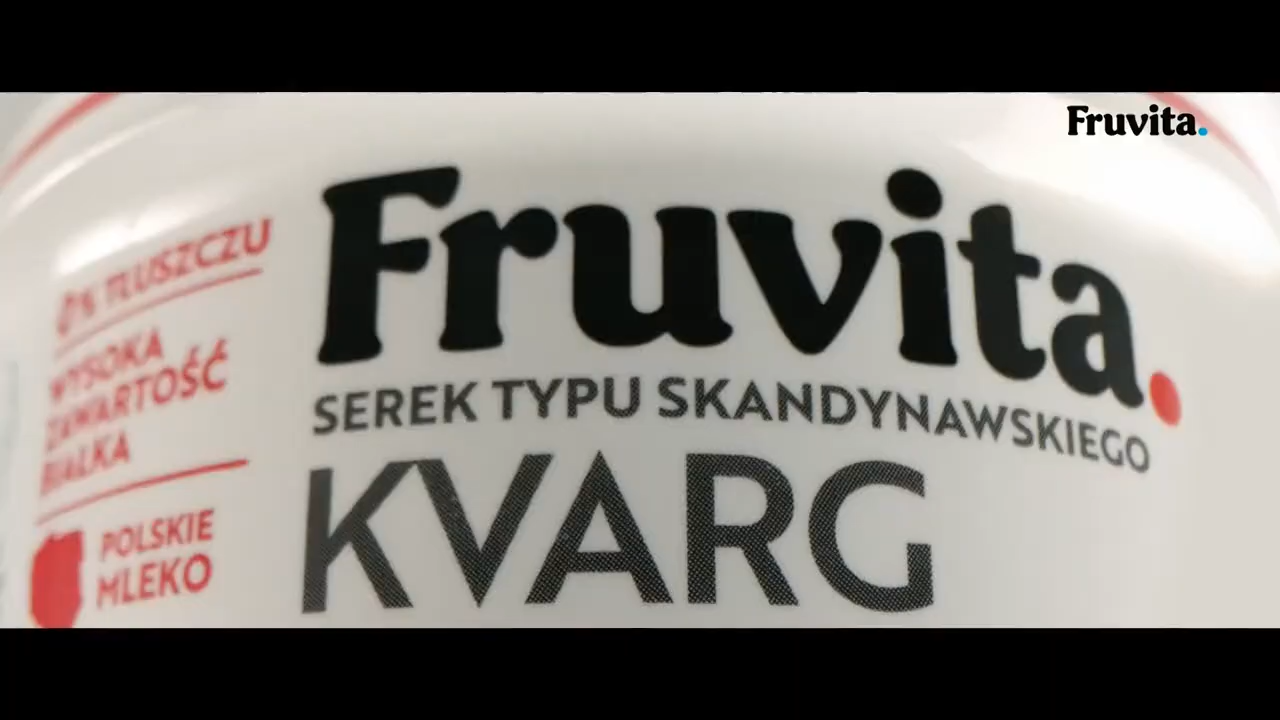 Fruvita.
Fruvita.
SEREK TYPU SKANDYNAWSKIEGO
KVARG
0% TŁUSZCZU
WYSOKA
ZAWARTOŚĆ
BIAŁKA
POLSKIE
MLEKO